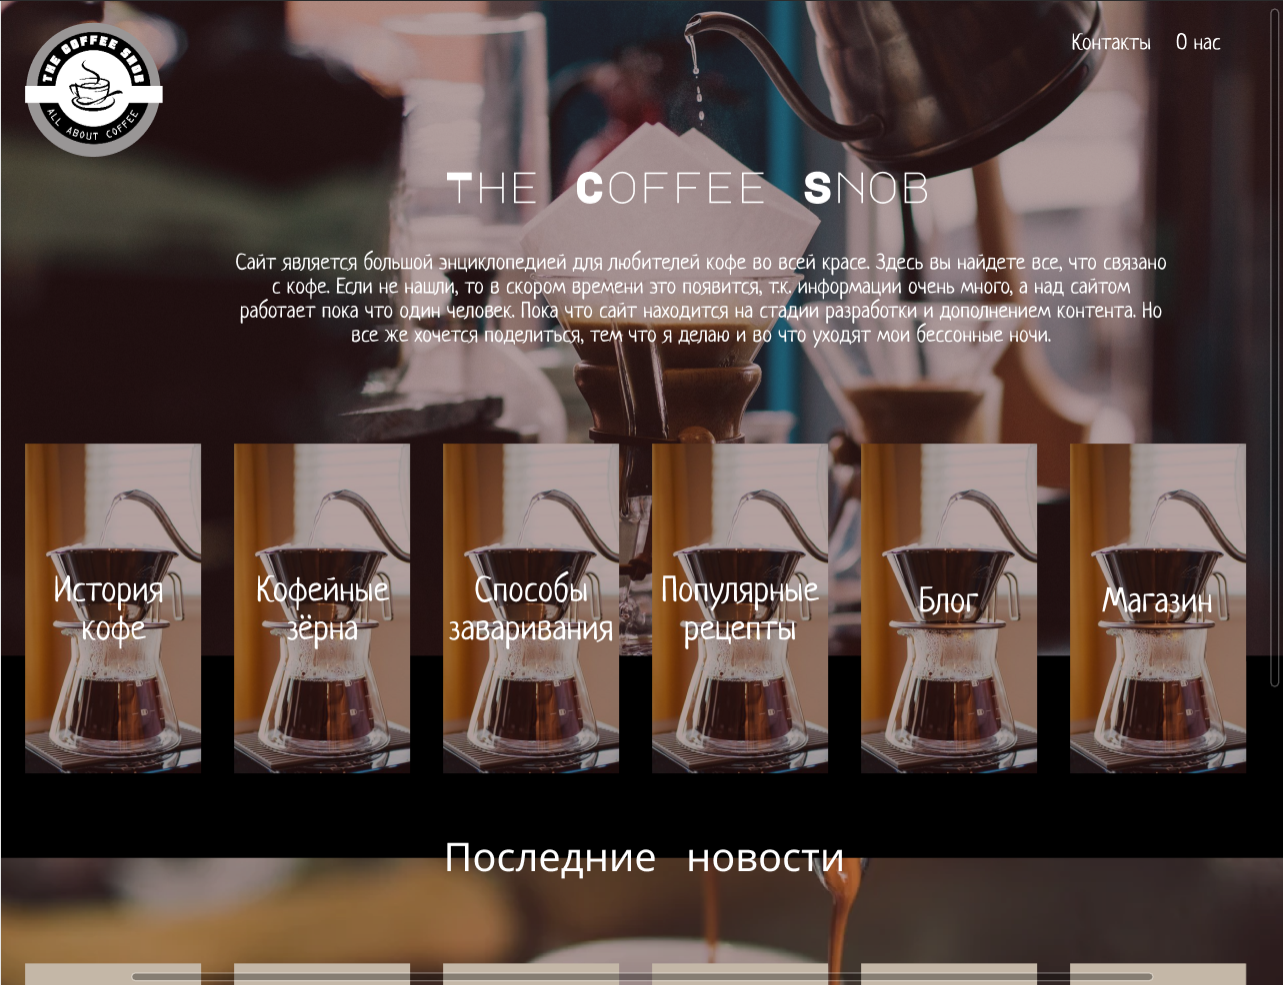 THE COFFEE SNOB
ALL ABOUT COFFEE
Контакты О нас
THE COFFEE SNOB
Сайт является большой энциклопедией для любителей кофе во всей красе. Здесь вы найдете все, что связано
с кофе. Если не нашли, то в скором времени это появится, т.к. информации очень много, а над сайтом
работает пока что один человек. Пока что сайт находится на стадии разработки и дополнением контента. Но
все же хочется поделиться, тем что я делаю и во что уходят мои бессонные ночи.
История
кофе
Кофейные
зёрна
Способы
заваривания
Популярные
рецепты
Блог
Магазин
Последние новости